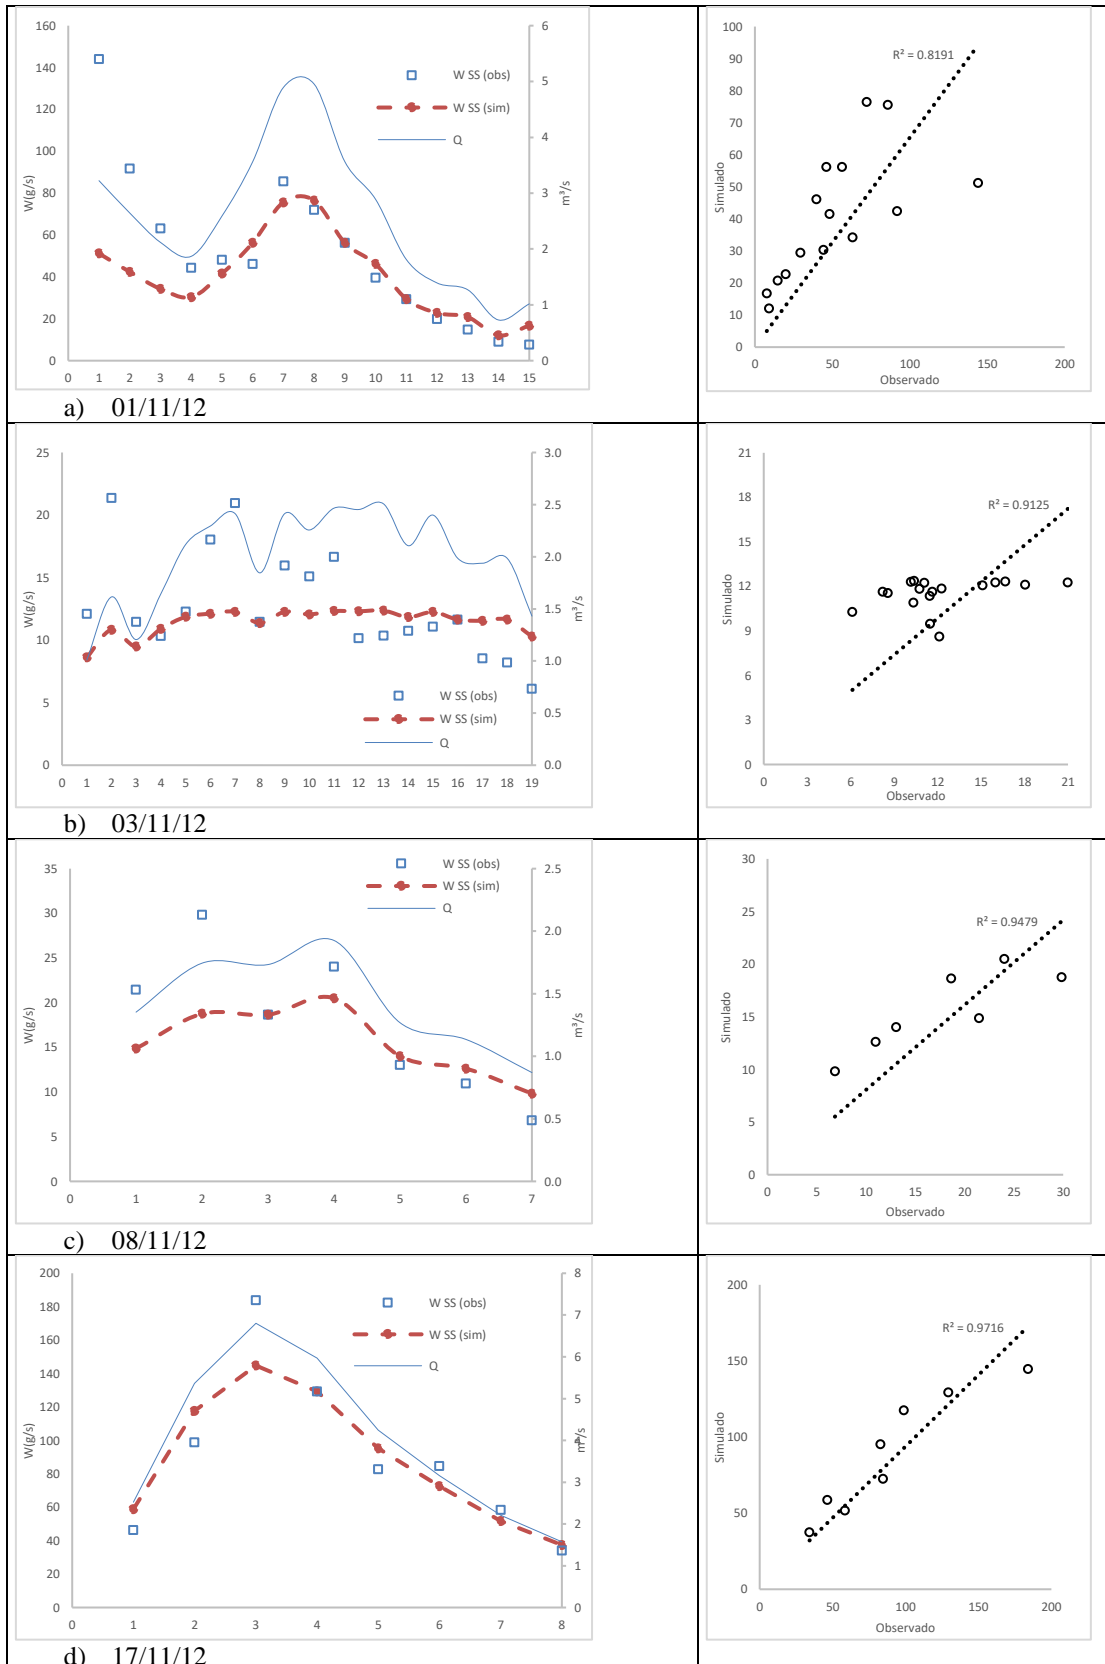 160
140
120
100
80
60
40
20
0
W(g/s)
6
5
4
3
2
1
0
m³/s
W SS (obs)
W SS (sim)
Q
0 1 2 3 4 5 6 7 8 9 10 11 12 13 14 15
a) 01/11/12
100
90
80
70
60
50
40
30
20
10
0
Simulado
R² = 0.8191
0 50 100 150 200
Observado
25
20
15
10
5
0
W(g/s)
3.0
2.5
2.0
1.5
1.0
0.5
0.0
m³/s
W SS (obs)
W SS (sim)
Q
0 1 2 3 4 5 6 7 8 9 10 11 12 13 14 15 16 17 18 19
b) 03/11/12
21
18
15
12
9
6
3
0
Simulado
R² = 0.9125
0 3 6 9 12 15 18 21
Observado
35
30
25
20
15
10
5
0
W(g/s)
2.5
2.0
1.5
1.0
0.5
0.0
m³/s
W SS (obs)
W SS (sim)
Q
0 1 2 3 4 5 6 7
c) 08/11/12
30
25
20
15
10
5
0
Simulado
R² = 0.9479
0 5 10 15 20 25 30
Observado
200
180
160
140
120
100
80
60
40
20
0
W(g/s)
8
7
6
5
4
3
2
1
0
m³/s
W SS (obs)
W SS (sim)
Q
0 1 2 3 4 5 6 7 8
d) 17/11/12
200
150
100
50
0
Simulado
R² = 0.9716
0 50 100 150 200
Observado